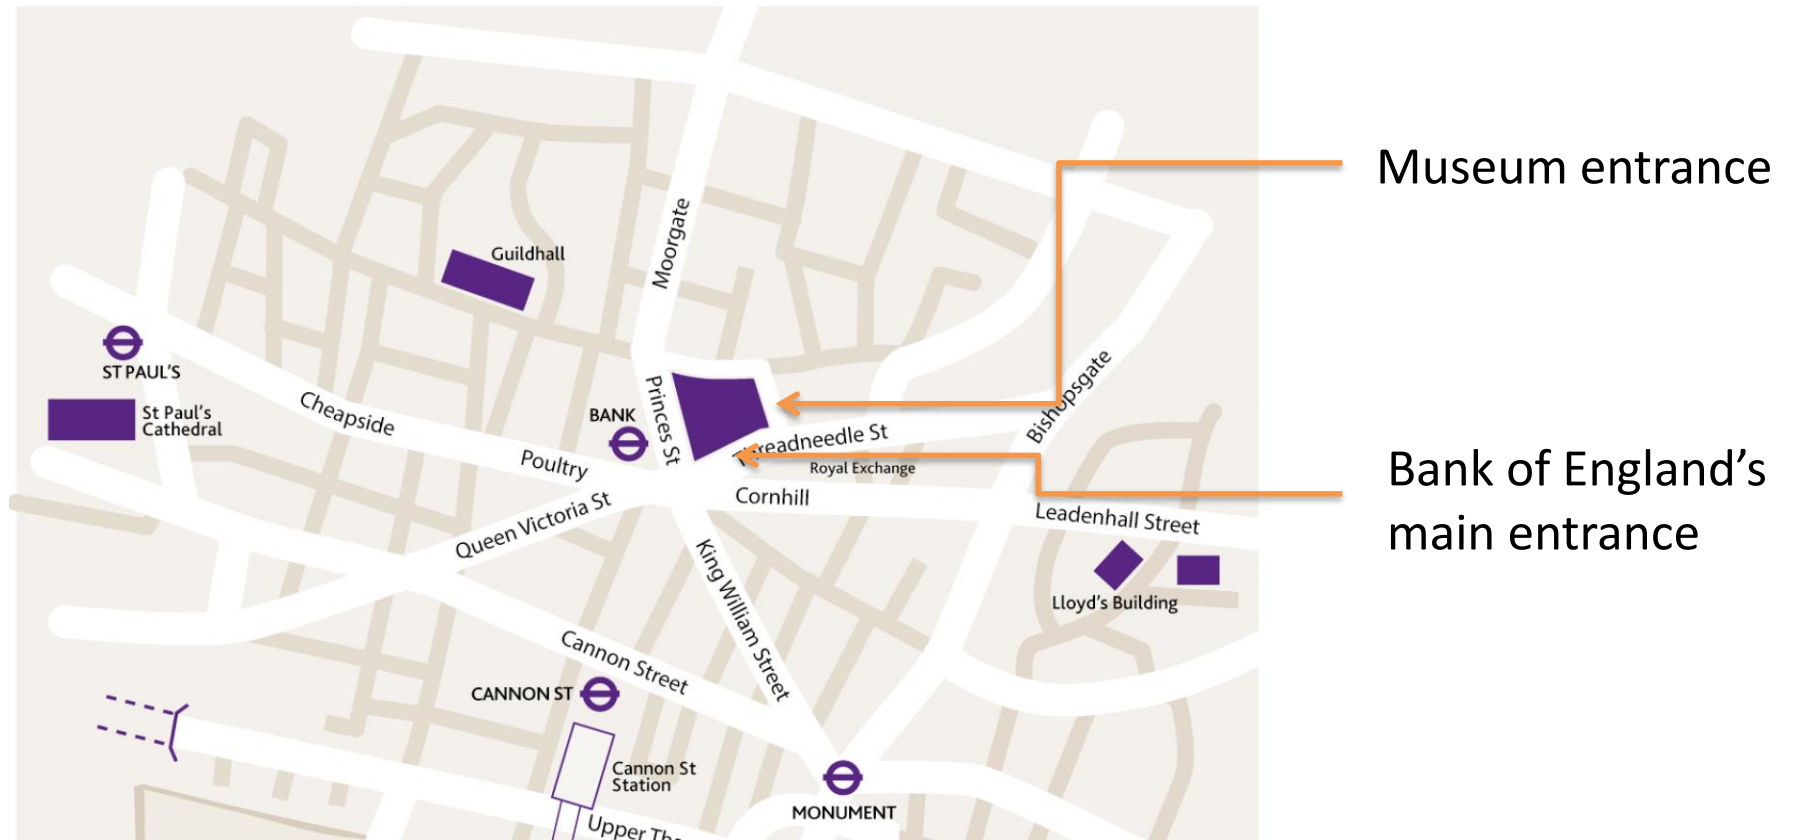 Museum entrance
Moorgate
Guildhall
ST PAUL'S
St Paul's
Cathedral
Cheapside
Princes St
BANK
Bishopsgate
Threadneedle St
Royal Exchange
Poultry
Bank of England’s
main entrance
Cornhill
Queen Victoria St
Leadenhall Street
King William Street
Lloyd's Building
Cannon Street
CANNON ST
Cannon St
Station
MONUMENT
Upper